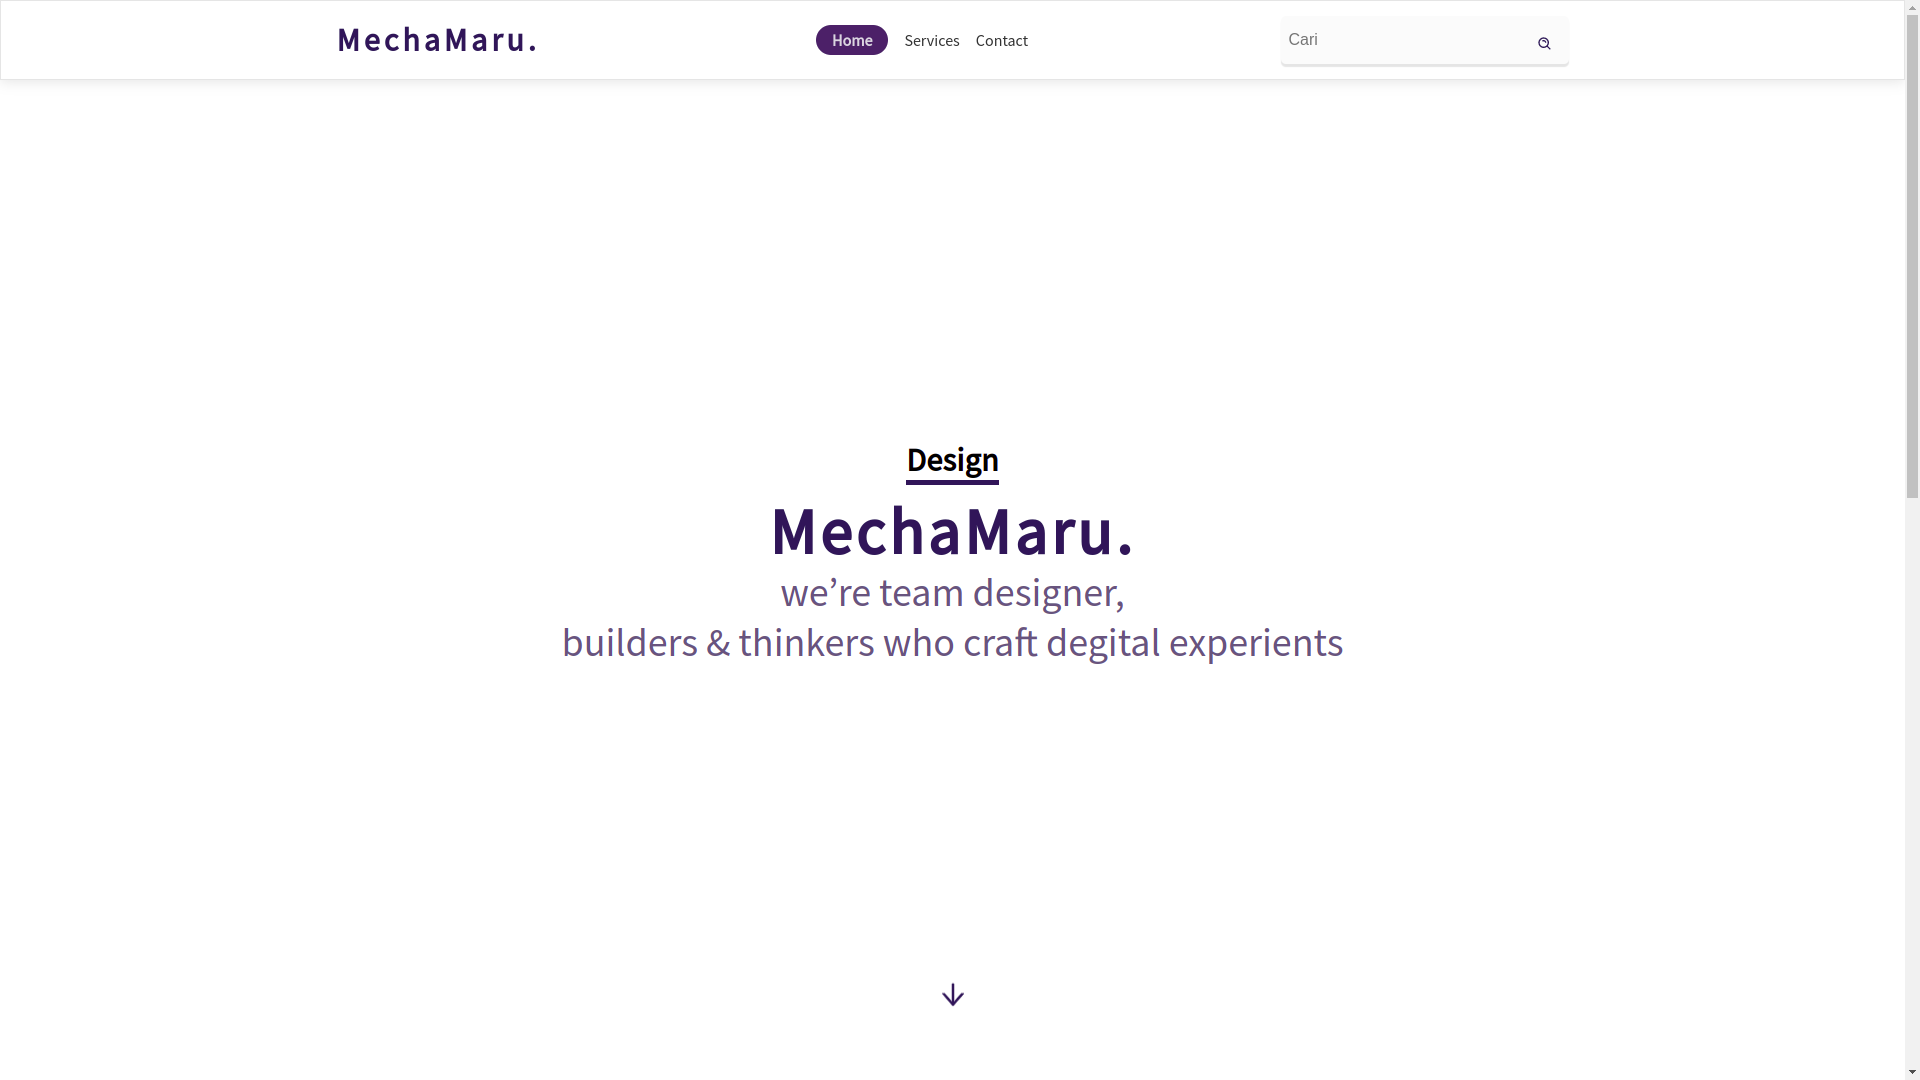 MechaMaru.
Home Services Contact
Cari
Design
MechaMaru.
we’re team designer,
builders & thinkers who craft degital experients